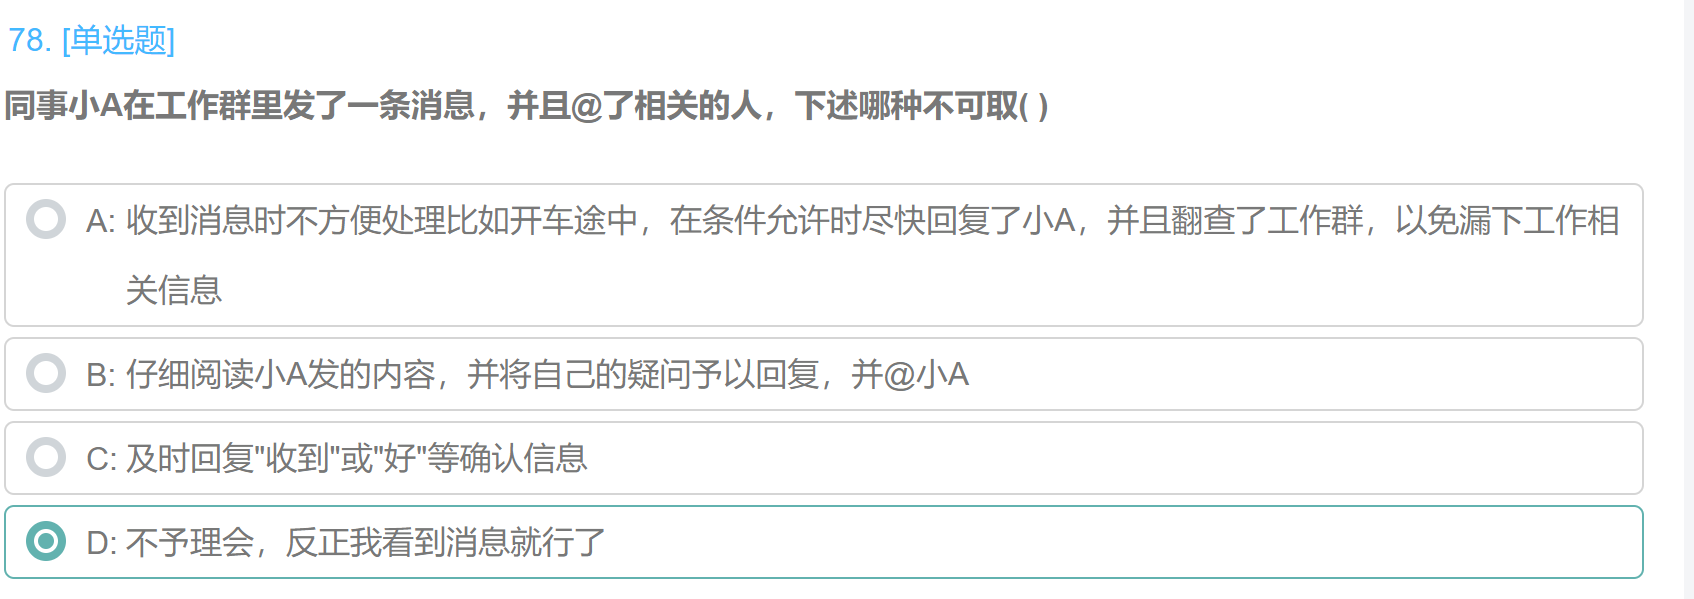 78. [单选题]
同事小A在工作群里发了一条消息，并且@了相关的人，下述哪种不可取( )
A: 收到消息时不方便处理比如开车途中，在条件允许时尽快回复了小A，并且翻查了工作群，以免漏下工作相
关信息
B: 仔细阅读小A发的内容，并将自己的疑问予以回复，并@小A
C: 及时回复"收到"或"好"等确认信息
D: 不予理会，反正我看到消息就行了